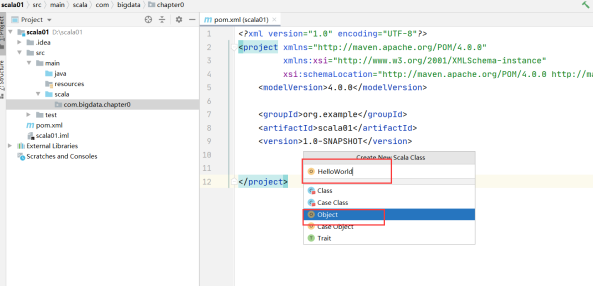 scala01 › src › main › scala › com › bigdata › chapter0
Project
pom.xml (scala01) ×
1: Project
Structure
scala01 D:\scala01
.idea
src
main
java
resources
scala
com.bigdata.chapter0
test
pom.xml
scala01.iml
External Libraries
Scratches and Consoles
1 <?xml version="1.0" encoding="UTF-8"?>
2 <project xmlns="http://maven.apache.org/POM/4.0.0"
3 xmlns:xsi="http://www.w3.org/2001/XMLSchema-instance"
4 xsi:schemaLocation="http://maven.apache.org/POM/4.0.0 http://ma
5 <modelVersion>4.0.0</modelVersion>
6
7 <groupId>org.example</groupId>
8 <artifactId>scala01</artifactId>
9 <version>1.0-SNAPSHOT</version>
10
11
12 </project>
Create New Scala Class
HelloWorld
Class
Case Class
Object
Case Object
Trait